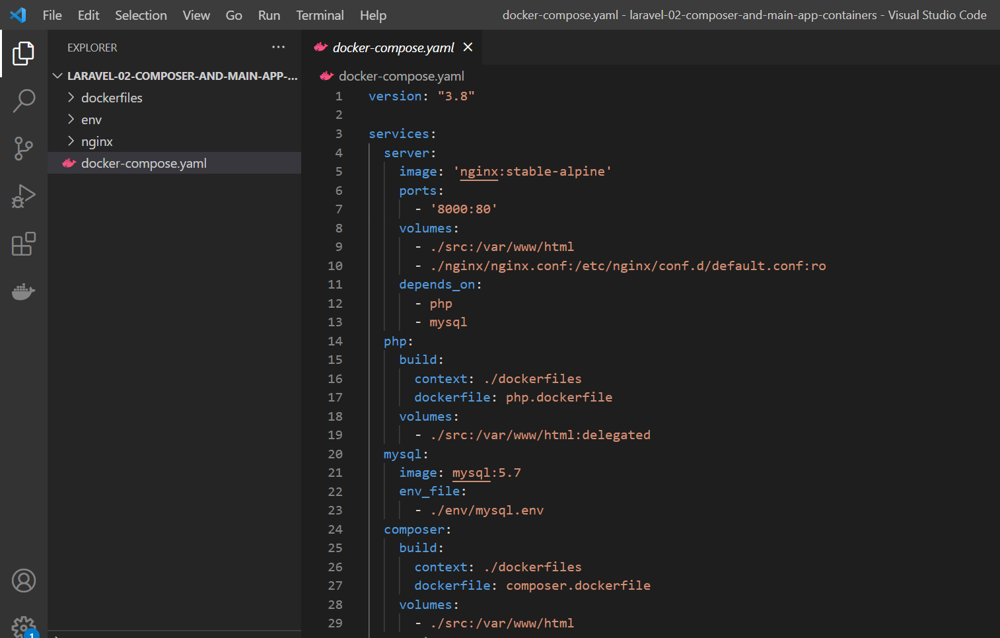 File Edit Selection View Go Run Terminal Help docker-compose.yaml - laravel-02-composer-and-main-app-containers - Visual Studio Code
EXPLORER
LARAVEL-02-COMPOSER-AND-MAIN-APP-...
dockerfiles
env
nginx
docker-compose.yaml
1
docker-compose.yaml
docker-compose.yaml
1 version: "3.8"
2
3 services:
4 server:
5 image: 'nginx:stable-alpine'
6 ports:
7 - '8000:80'
8 volumes:
9 - ./src:/var/www/html
10 - ./nginx/nginx.conf:/etc/nginx/conf.d/default.conf:ro
11 depends_on:
12 - php
13 - mysql
14 php:
15 build:
16 context: ./dockerfiles
17 dockerfile: php.dockerfile
18 volumes:
19 - ./src:/var/www/html:delegated
20 mysql:
21 image: mysql:5.7
22 env_file:
23 - ./env/mysql.env
24 composer:
25 build:
26 context: ./dockerfiles
27 dockerfile: composer.dockerfile
28 volumes:
29 - ./src:/var/www/html